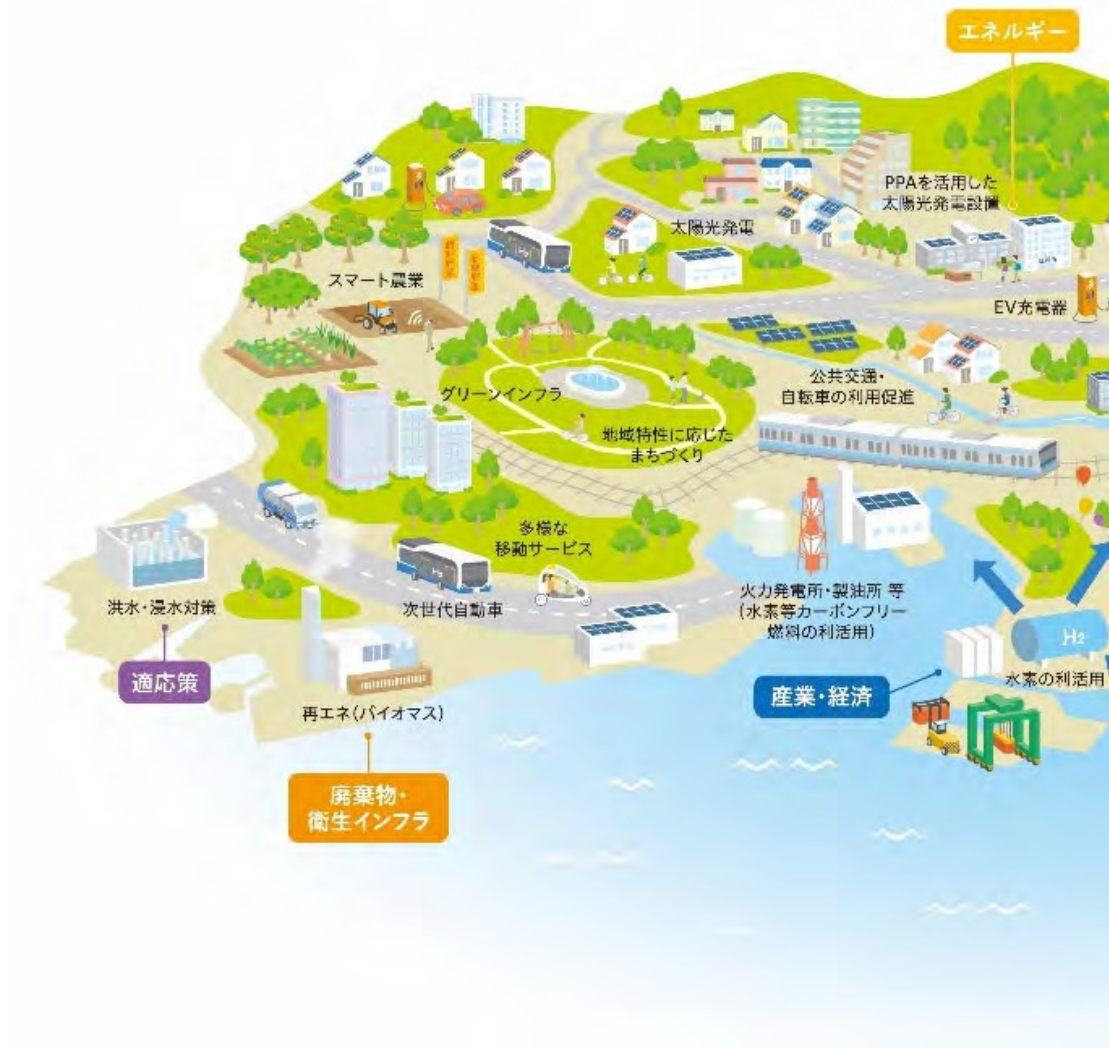 エネルギー
PPAを活用した
太陽光発電設置
太陽光発電
スマート農業
EV充電器
公共交通・
自転車の利用促進
グリーンインフラ
地域特性に応じた
まちづくり
多様な
移動サービス
次世代自動車
火力発電所・製油所 等
(水素等カーボンフリー
燃料の利活用)
洪水・浸水対策
適応策
H2
水素の利活用
産業・経済
再エネ(バイオマス)
廃棄物・
衛生インフラ